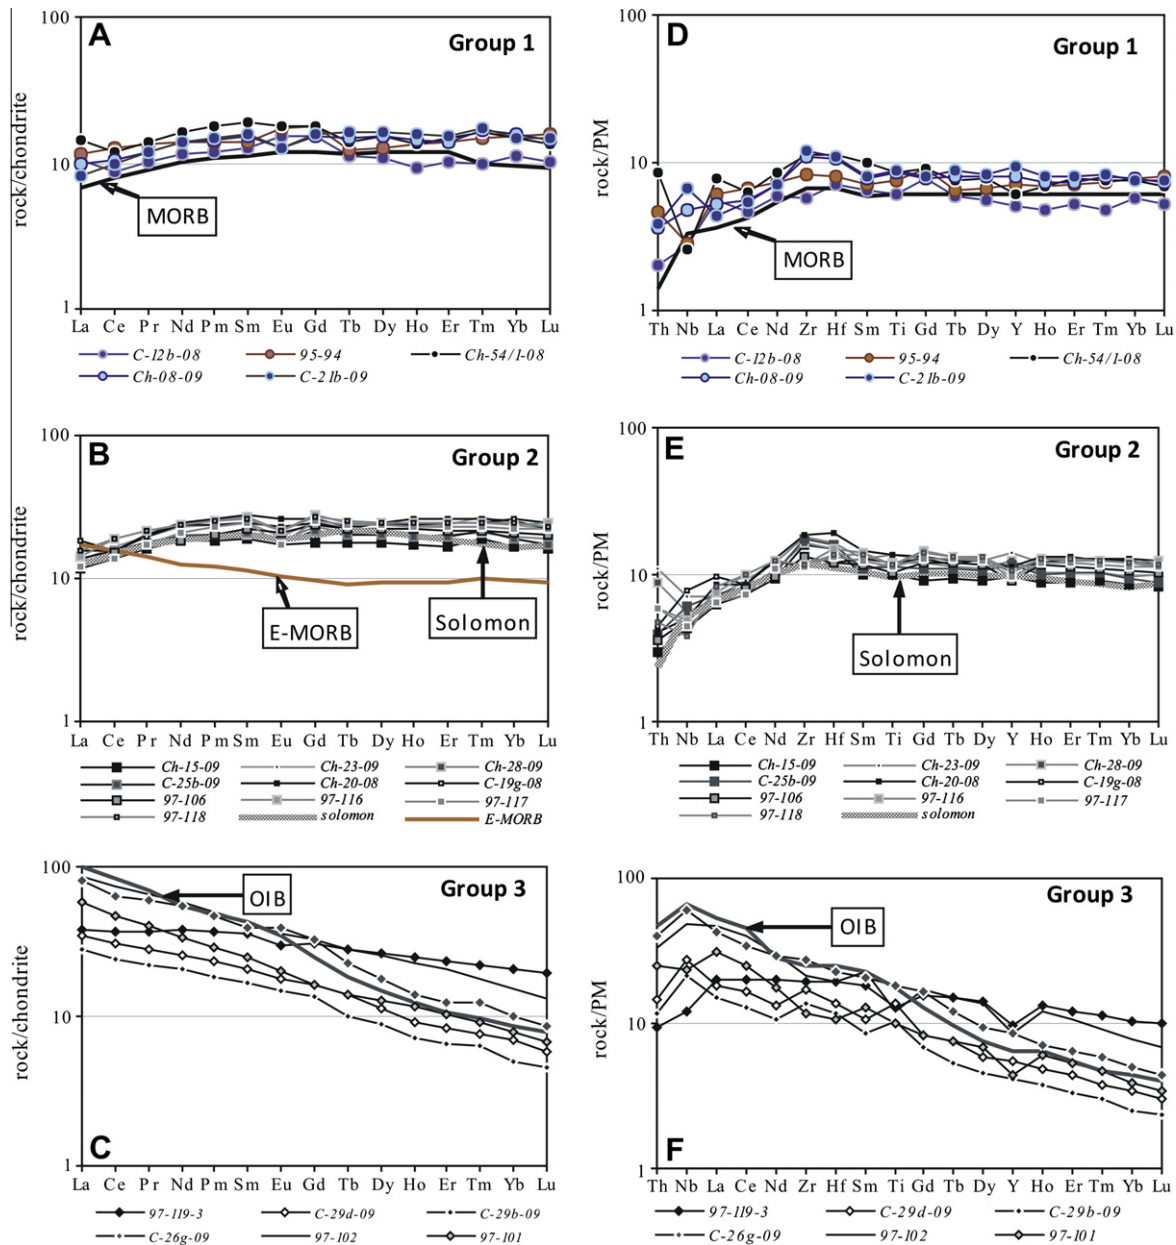 A
Group 1
100
10
1
rock/chondrite
MORB
La Ce Pr Nd Pm Sm Eu Gd Tb Dy Ho Er Tm Yb Lu
C-12b-08 95-94 Ch-54/1-08
Ch-08-09 C-21b-09
D
Group 1
100
10
1
rock/PM
MORB
Th Nb La Ce Nd Zr Hf Sm Ti Gd Tb Dy Y Ho Er Tm Yb Lu
C-12b-08 95-94 Ch-54/1-08
Ch-08-09 C-21b-09
B
Group 2
100
10
1
rock/chondrite
E-MORB
Solomon
La Ce Pr Nd Pm Sm Eu Gd Tb Dy Ho Er Tm Yb Lu
Ch-15-09 Ch-23-09 Ch-28-09
C-25b-09 Ch-20-08 C-19g-08
97-106 97-116 97-117
97-118 solomon E-MORB
E
Group 2
100
10
1
rock/PM
Solomon
Th Nb La Ce Nd Zr Hf Sm Ti Gd Tb Dy Y Ho Er Tm Yb Lu
Ch-15-09 Ch-23-09 Ch-28-09
C-25b-09 Ch-20-08 C-19g-08
97-106 97-116 97-117
97-118 solomon
C
Group 3
100
10
1
rock/chondrite
OIB
La Ce Pr Nd Pm Sm Eu Gd Tb Dy Ho Er Tm Yb Lu
97-119-3 C-29d-09 C-29b-09
C-26g-09 97-102 97-101
F
Group 3
100
10
1
rock/PM
OIB
Th Nb La Ce Nd Zr Hf Sm Ti Gd Tb Dy Y Ho Er Tm Yb Lu
97-119-3 C-29d-09 C-29b-09
C-26g-09 97-102 97-101